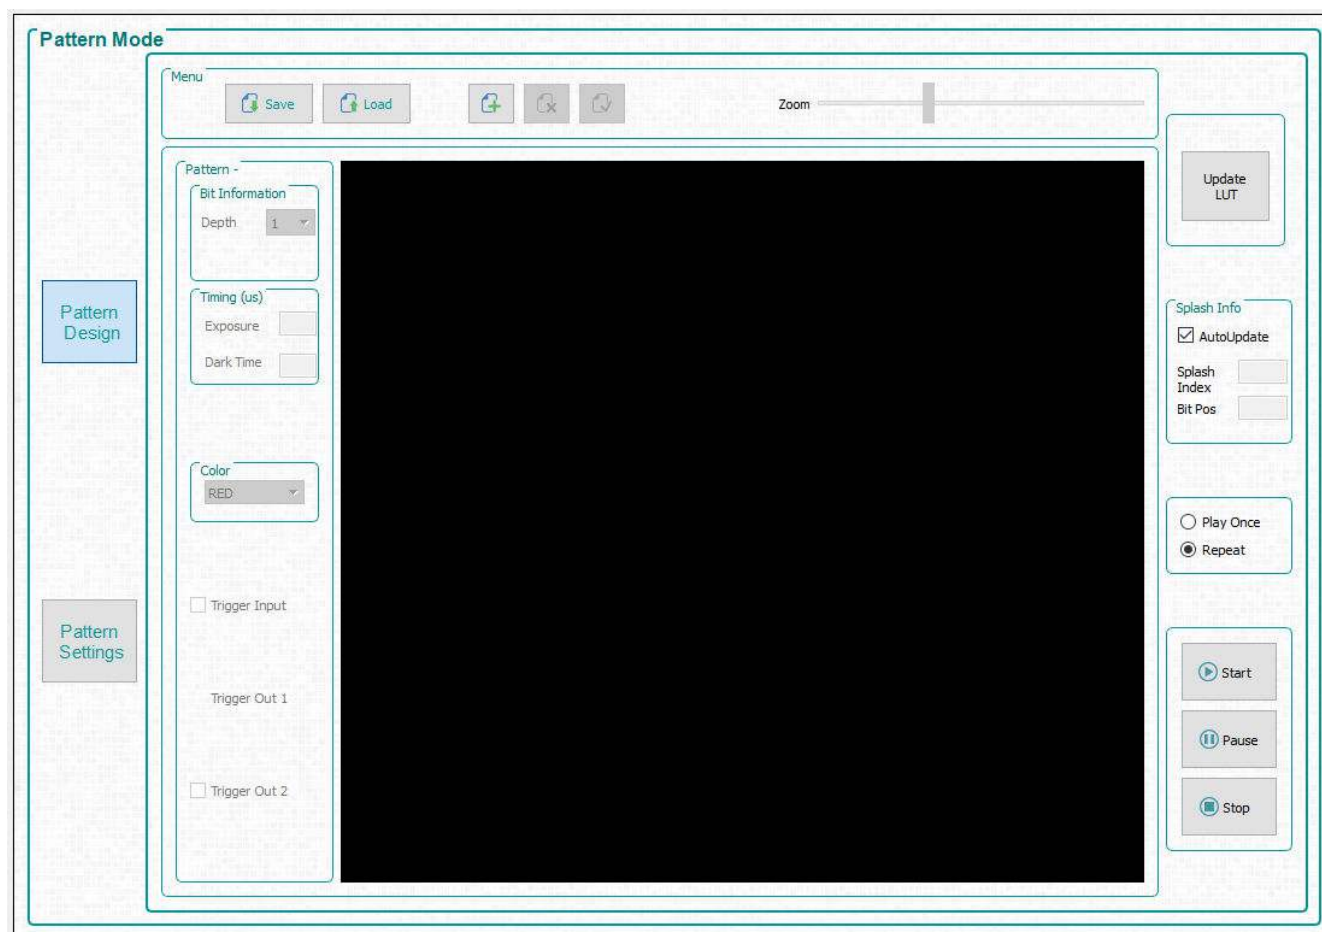 Pattern Mode
Menu
Save
Load
Zoom
Pattern -
Bit Information
Depth
1
Timing (us)
Exposure
Dark Time
Color
RED
Trigger Input
Trigger Out 1
Trigger Out 2
Pattern
Design
Pattern
Settings
Update
LUT
Splash Info
AutoUpdate
Splash
Index
Bit Pos
Play Once
Repeat
Start
Pause
Stop